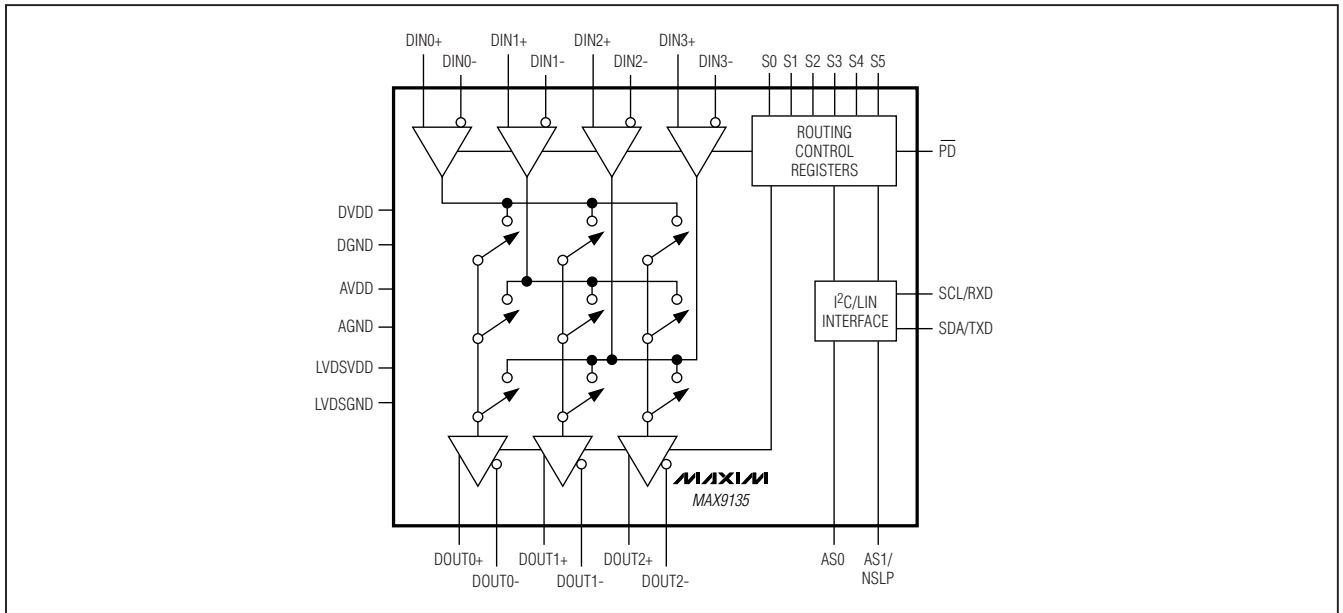 DIN0+ DIN1+ DIN2+ DIN3+
DIN0- DIN1- DIN2- DIN3- S0 S1 S2 S3 S4 S5
ROUTING
CONTROL
REGISTERS
PD
DVDD
DGND
AVDD
AGND
LVDSVDD
LVDSGND
I2C/LIN
INTERFACE
SCL/RXD
SDA/TXD
MAXIM
MAX9135
DOUT0+ DOUT1+ DOUT2+
DOUT0- DOUT1- DOUT2-
AS0
AS1/
NSLP